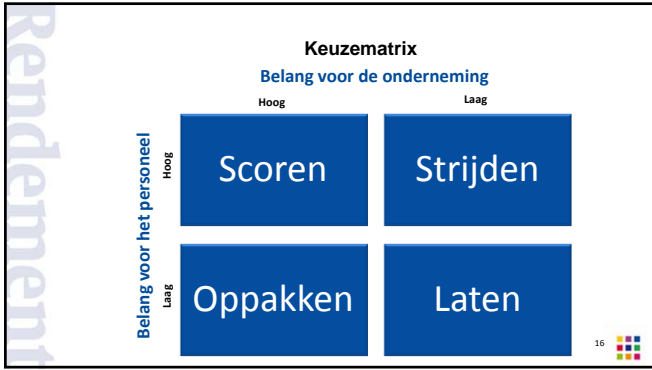 Rendement
Keuzematrix
Belang voor de onderneming
Hoog Laag
Belang voor het personeel
Hoog
Scoren Strijden
Laag
Oppakken Laten
16